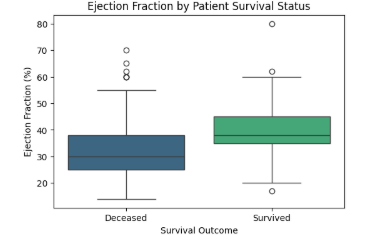 Ejection Fraction by Patient Survival Status
80
70
60
50
40
30
20
Ejection Fraction (%)
Deceased
Survived
Survival Outcome